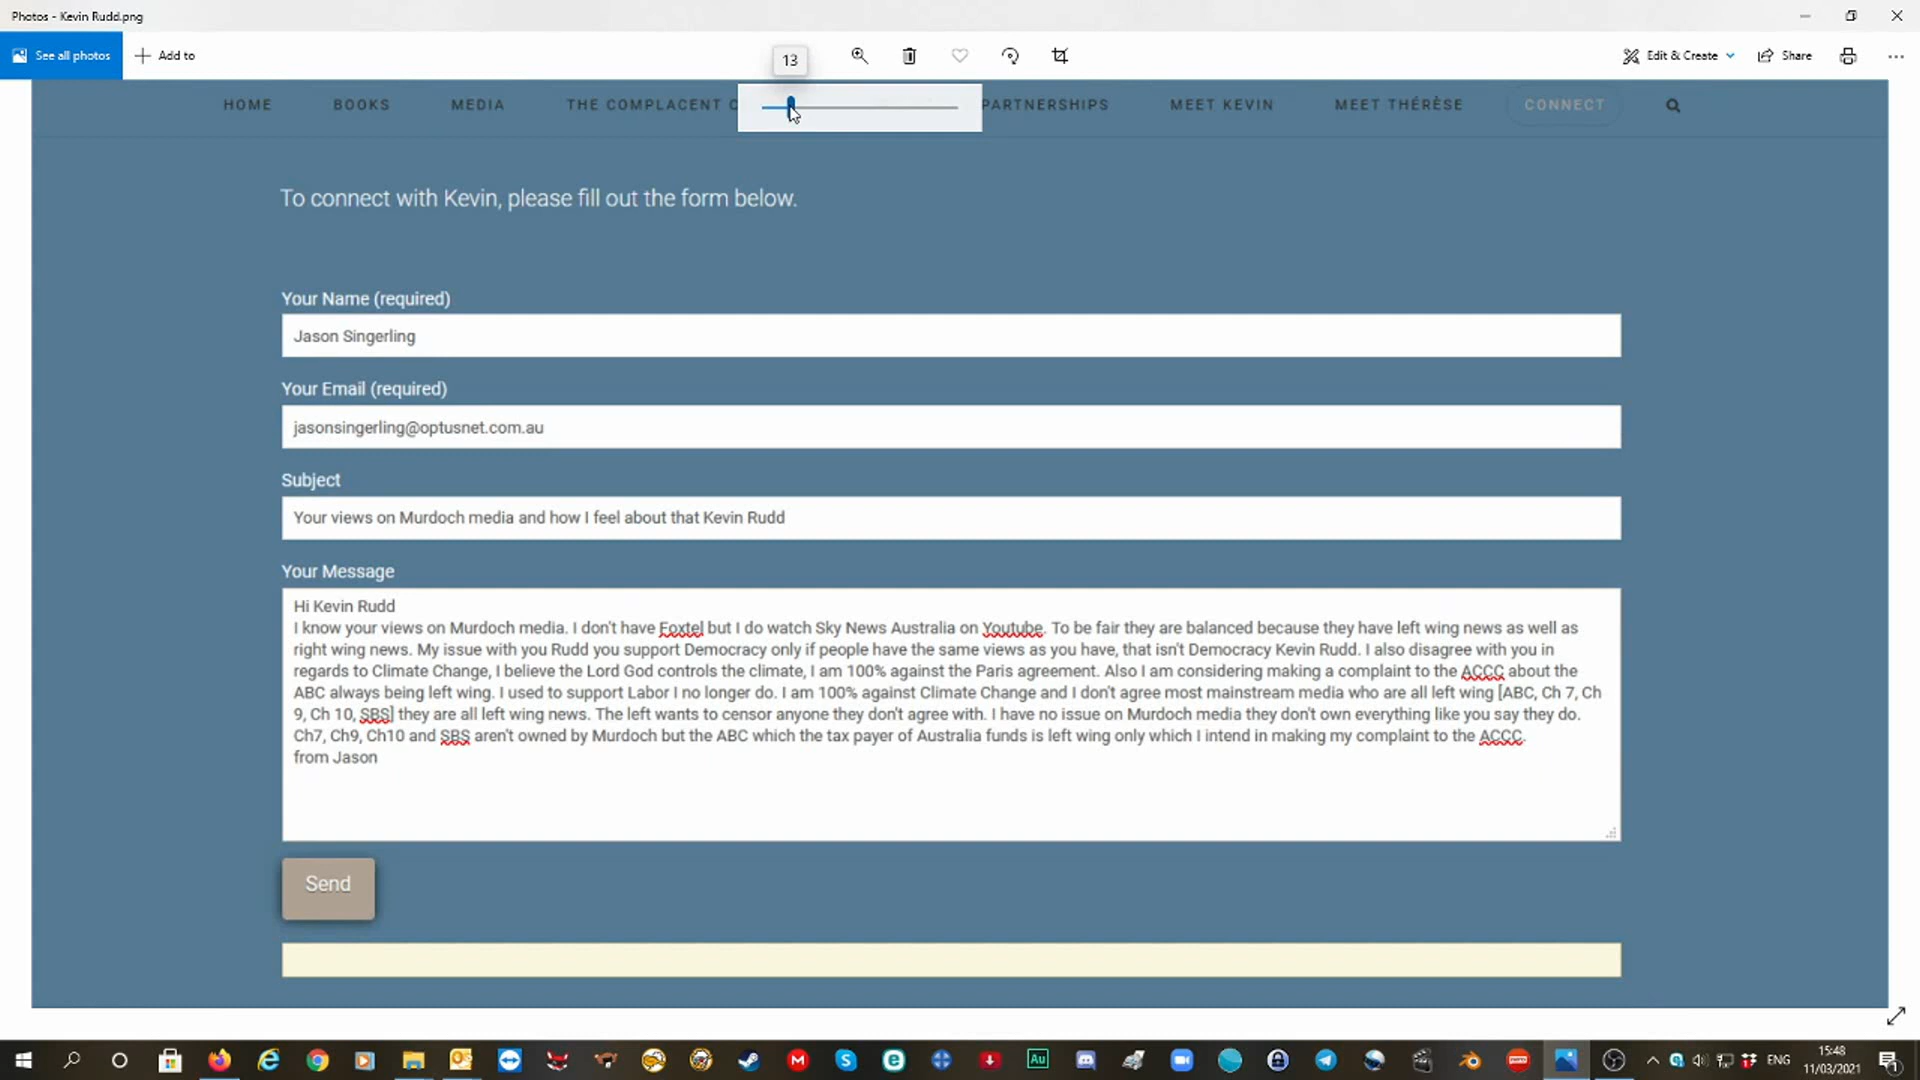 Photos - Kevin Rudd.png
See all photos
Add to
13
Edit & Create
Share
HOME
BOOKS
MEDIA
THE COMPLACENT
PARTNERSHIPS
MEET KEVIN
MEET THÉRÈSE
CONNECT
To connect with Kevin, please fill out the form below.
Your Name (required)
Jason Singerling
Your Email (required)
jasonsingerling@optusnet.com.au
Subject
Your views on Murdoch media and how I feel about that Kevin Rudd
Your Message
Hi Kevin Rudd
I know your views on Murdoch media. I don't have Foxtel but I do watch Sky News Australia on Youtube. To be fair they are balanced because they have left wing news as well as
right wing news. My issue with you Rudd you support Democracy only if people have the same views as you have, that isn't Democracy Kevin Rudd. I also disagree with you in
regards to Climate Change, I believe the Lord God controls the climate, I am 100% against the Paris agreement. Also I am considering making a complaint to the ACCC about the
ABC always being left wing. I used to support Labor I no longer do. I am 100% against Climate Change and I don't agree most mainstream media who are all left wing [ABC, Ch 7, Ch
9, Ch 10, SBS] they are all left wing news. The left wants to censor anyone they don't agree with. I have no issue on Murdoch media they don't own everything like you say they do.
Ch7, Ch9, Ch10 and SBS aren't owned by Murdoch but the ABC which the tax payer of Australia funds is left wing only which I intend in making my complaint to the ACCC.
from Jason
Send
Au
ENG
15:48
11/03/2021